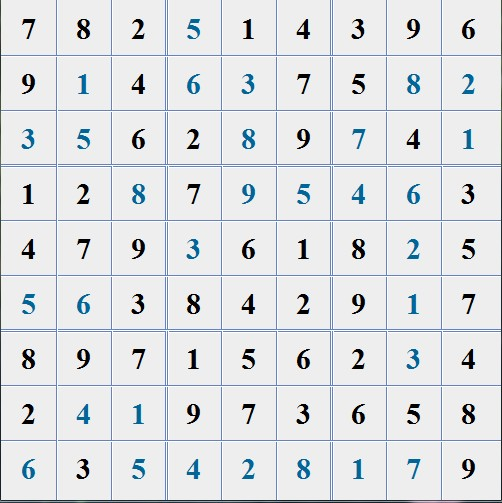 7 8 2 5 1 4 3 9 6
9 1 4 6 3 7 5 8 2
3 5 6 2 8 9 7 4 1
1 2 8 7 9 5 4 6 3
4 7 9 3 6 1 8 2 5
5 6 3 8 4 2 9 1 7
8 9 7 1 5 6 2 3 4
2 4 1 9 7 3 6 5 8
6 3 5 4 2 8 1 7 9